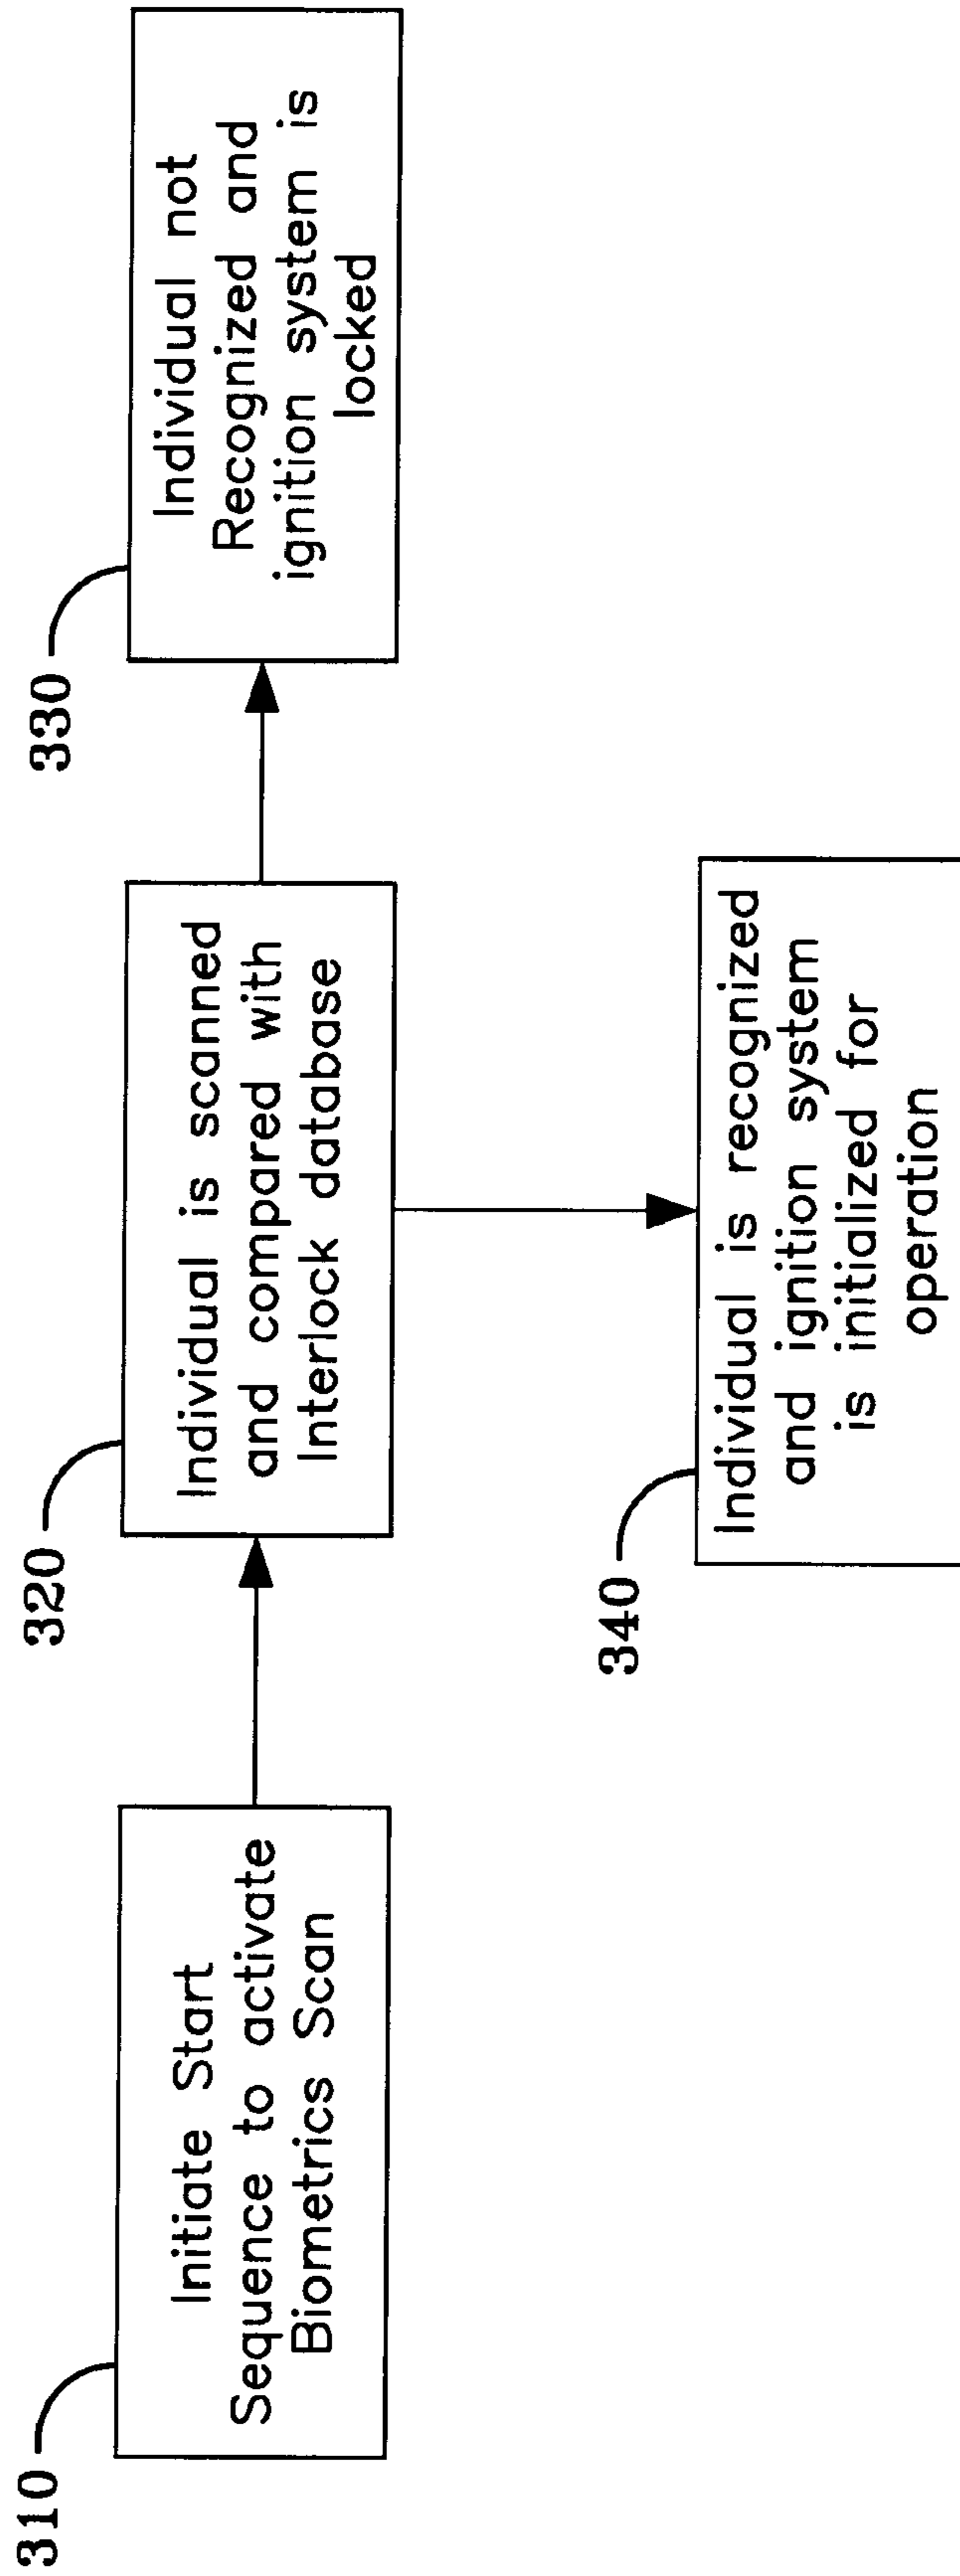 310
Initiate Start
Sequence to activate
Biometrics Scan
320
Individual is scanned
and compared with
Interlock database
330
Individual not
Recognized and
ignition system is
locked
340
Individual is recognized
and ignition system
is initialized for
operation